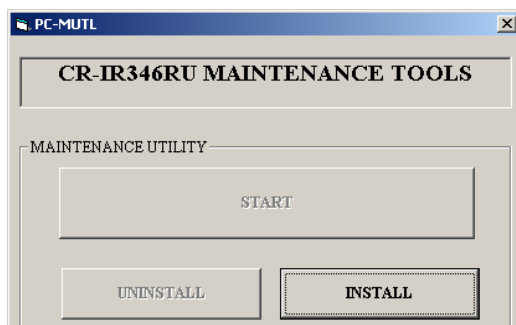 PC-MUTL
CR-IR346RU MAINTENANCE TOOLS
MAINTENANCE UTILITY
START
UNINSTALL
INSTALL